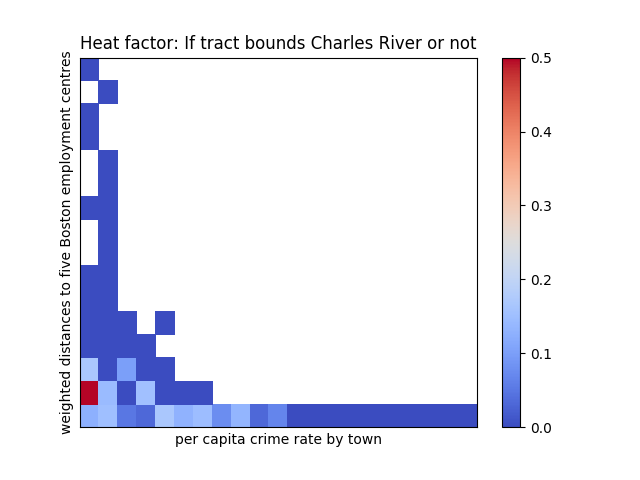 Heat factor: If tract bounds Charles River or not
weighted distances to five Boston employment centres
per capita crime rate by town
0.5
0.4
0.3
0.2
0.1
0.0